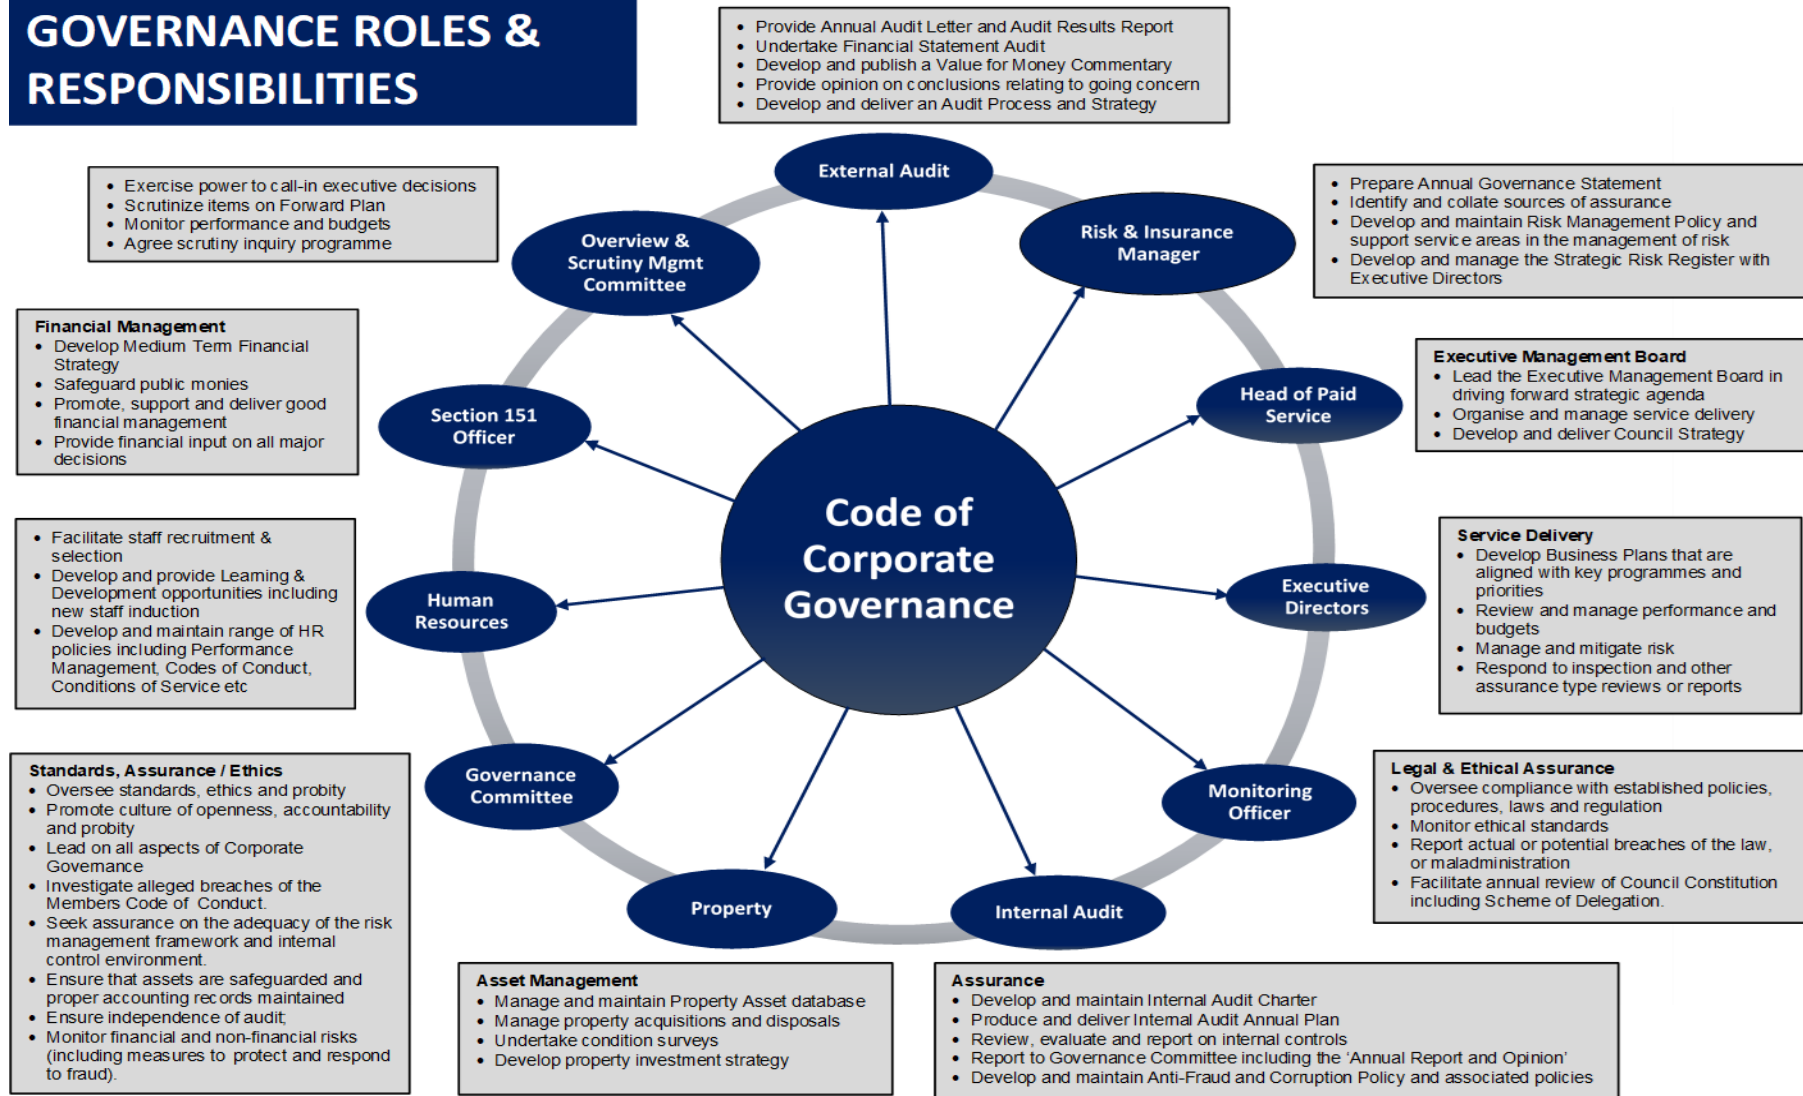 GOVERNANCE ROLES &
RESPONSIBILITIES
• Provide Annual Audit Letter and Audit Results Report
• Undertake Financial Statement Audit
• Develop and publish a Value for Money Commentary
• Provide opinion on conclusions relating to going concern
• Develop and deliver an Audit Process and Strategy
External Audit
• Exercise power to call-in executive decisions
• Scrutinize items on Forward Plan
• Monitor performance and budgets
• Agree scrutiny inquiry programme
Overview &
Scrutiny Mgmt
Committee
Risk & Insurance
Manager
• Prepare Annual Governance Statement
• Identify and collate sources of assurance
• Develop and maintain Risk Management Policy and
support service areas in the management of risk
• Develop and manage the Strategic Risk Register with
Executive Directors
Financial Management
• Develop Medium Term Financial
Strategy
• Safeguard public monies
• Promote, support and deliver good
financial management
• Provide financial input on all major
decisions
Section 151
Officer
Head of Paid
Service
Executive Management Board
• Lead the Executive Management Board in
driving forward strategic agenda
• Organise and manage service delivery
• Develop and deliver Council Strategy
Code of
Corporate
Governance
• Facilitate staff recruitment &
selection
• Develop and provide Learning &
Development opportunities including
new staff induction
• Develop and maintain range of HR
policies including Performance
Management, Codes of Conduct,
Conditions of Service etc
Human
Resources
Executive
Directors
Service Delivery
• Develop Business Plans that are
aligned with key programmes and
priorities
• Review and manage performance and
budgets
• Manage and mitigate risk
• Respond to inspection and other
assurance type reviews or reports
Standards, Assurance / Ethics
• Oversee standards, ethics and probity
• Promote culture of openness, accountability
and probity
• Lead on all aspects of Corporate
Governance
• Investigate alleged breaches of the
Members Code of Conduct.
• Seek assurance on the adequacy of the risk
management framework and internal
control environment.
• Ensure that assets are safeguarded and
proper accounting records maintained
• Ensure independence of audit;
• Monitor financial and non-financial risks
(including measures to protect and respond
to fraud).
Governance
Committee
Monitoring
Officer
Legal & Ethical Assurance
• Oversee compliance with established policies,
procedures, laws and regulation
• Monitor ethical standards
• Report actual or potential breaches of the law,
or maladministration
• Facilitate annual review of Council Constitution
including Scheme of Delegation.
Property
Internal Audit
Asset Management
• Manage and maintain Property Asset database
• Manage property acquisitions and disposals
• Undertake condition surveys
• Develop property investment strategy
Assurance
• Develop and maintain Internal Audit Charter
• Produce and deliver Internal Audit Annual Plan
• Review, evaluate and report on internal controls
• Report to Governance Committee including the ‘Annual Report and Opinion’
• Develop and maintain Anti-Fraud and Corruption Policy and associated policies